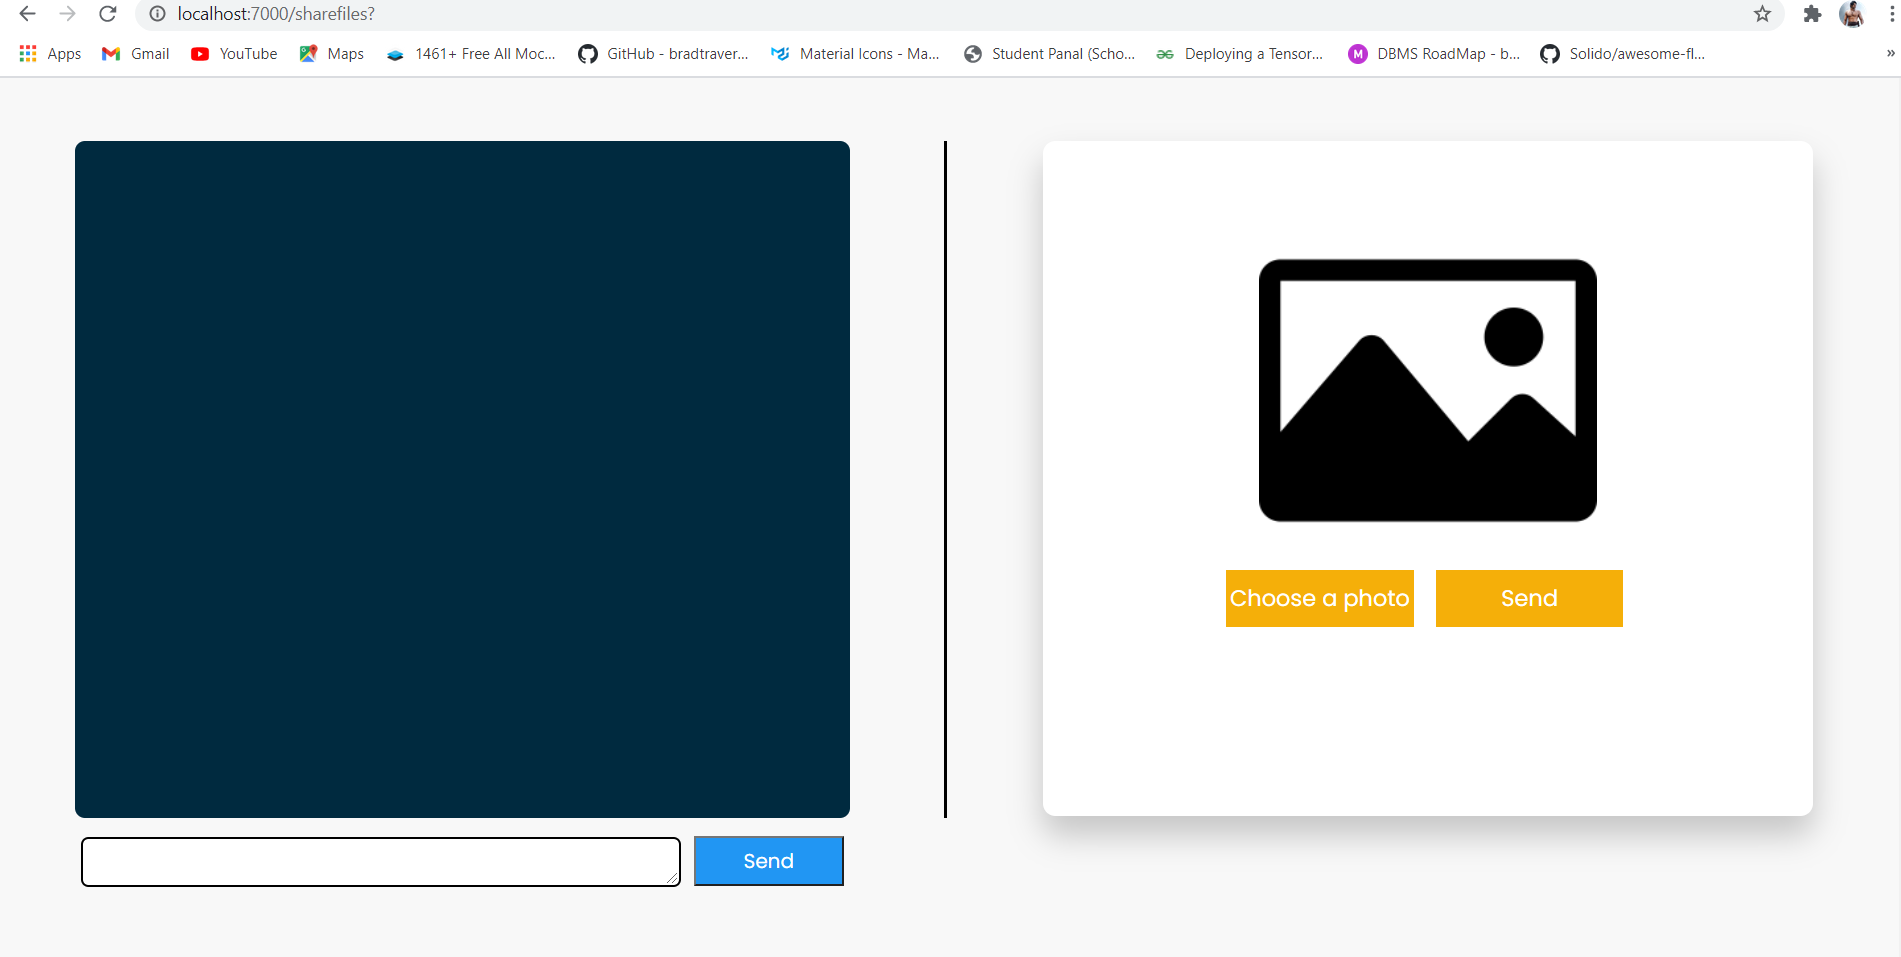 localhost:7000/sharefiles?
Apps Gmail YouTube Maps 1461+ Free All Moc... GitHub - bradtraver... Material Icons - Ma... Student Panal (Scho... Deploying a Tensor... M DBMS RoadMap - b... Solido/awesome-fl... »
Choose a photo Send
Send